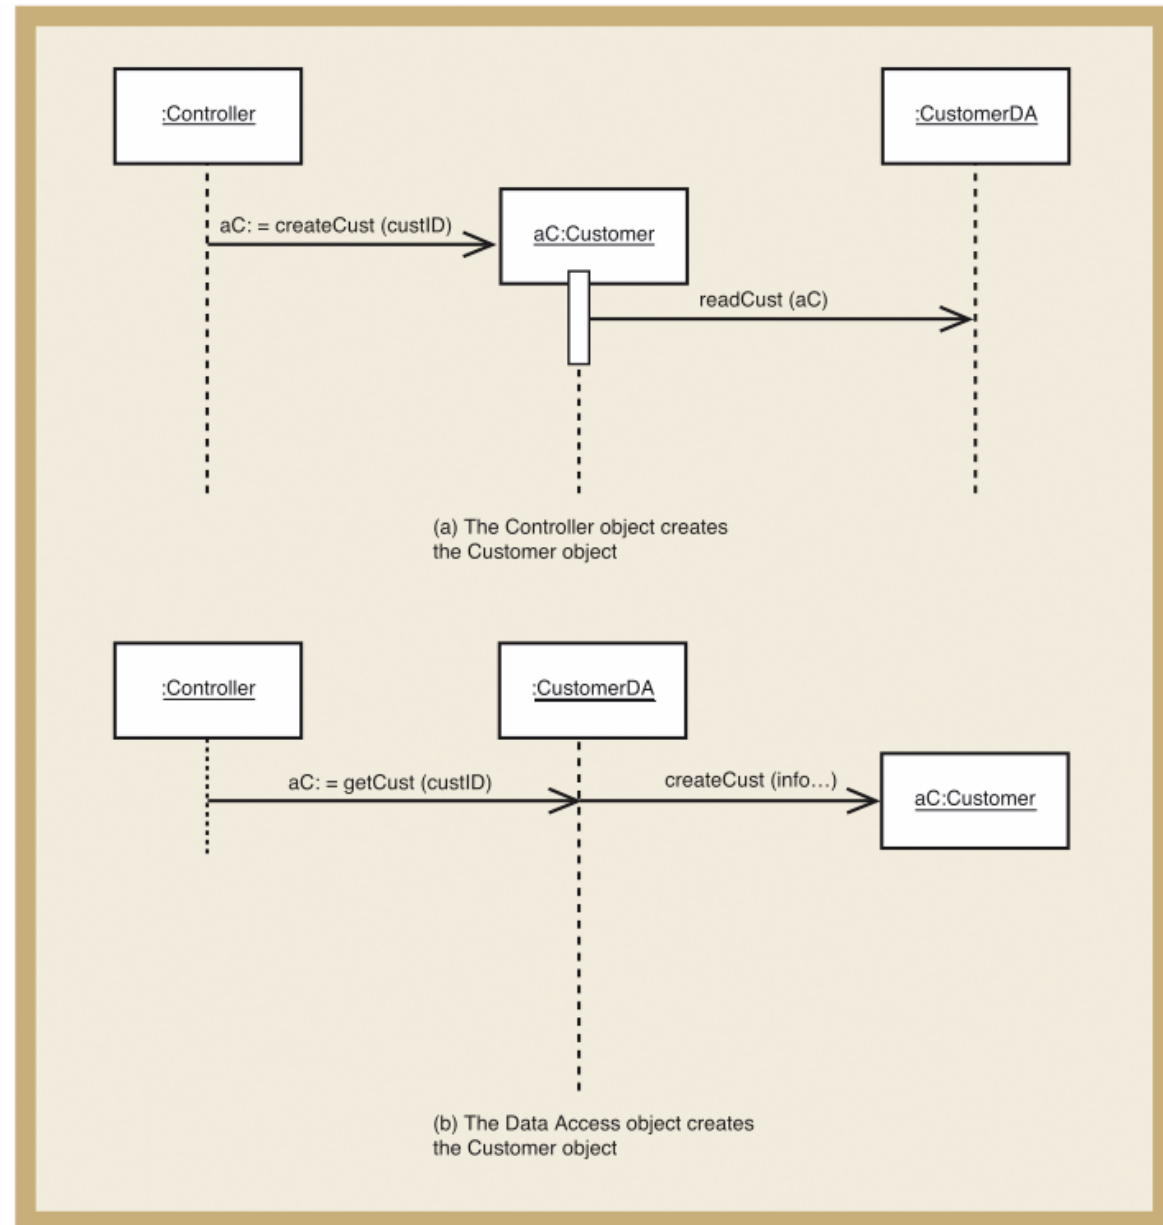 :Controller
:CustomerDA
aC: = createCust (custID)
aC:Customer
readCust (aC)
(a) The Controller object creates
the Customer object
:Controller
:CustomerDA
aC: = getCust (custID)
createCust (info...)
aC:Customer
(b) The Data Access object creates
the Customer object